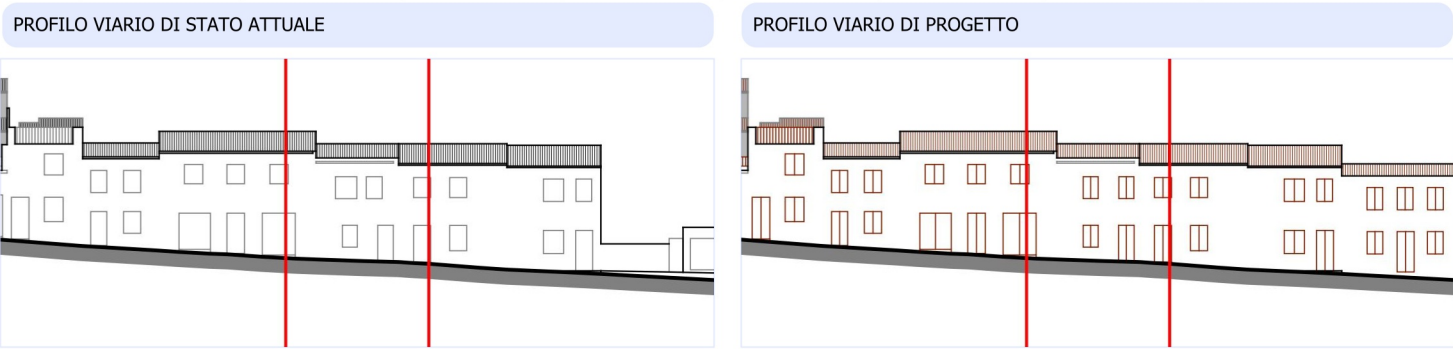 PROFILO VIARIO DI STATO ATTUALE
PROFILO VIARIO DI PROGETTO